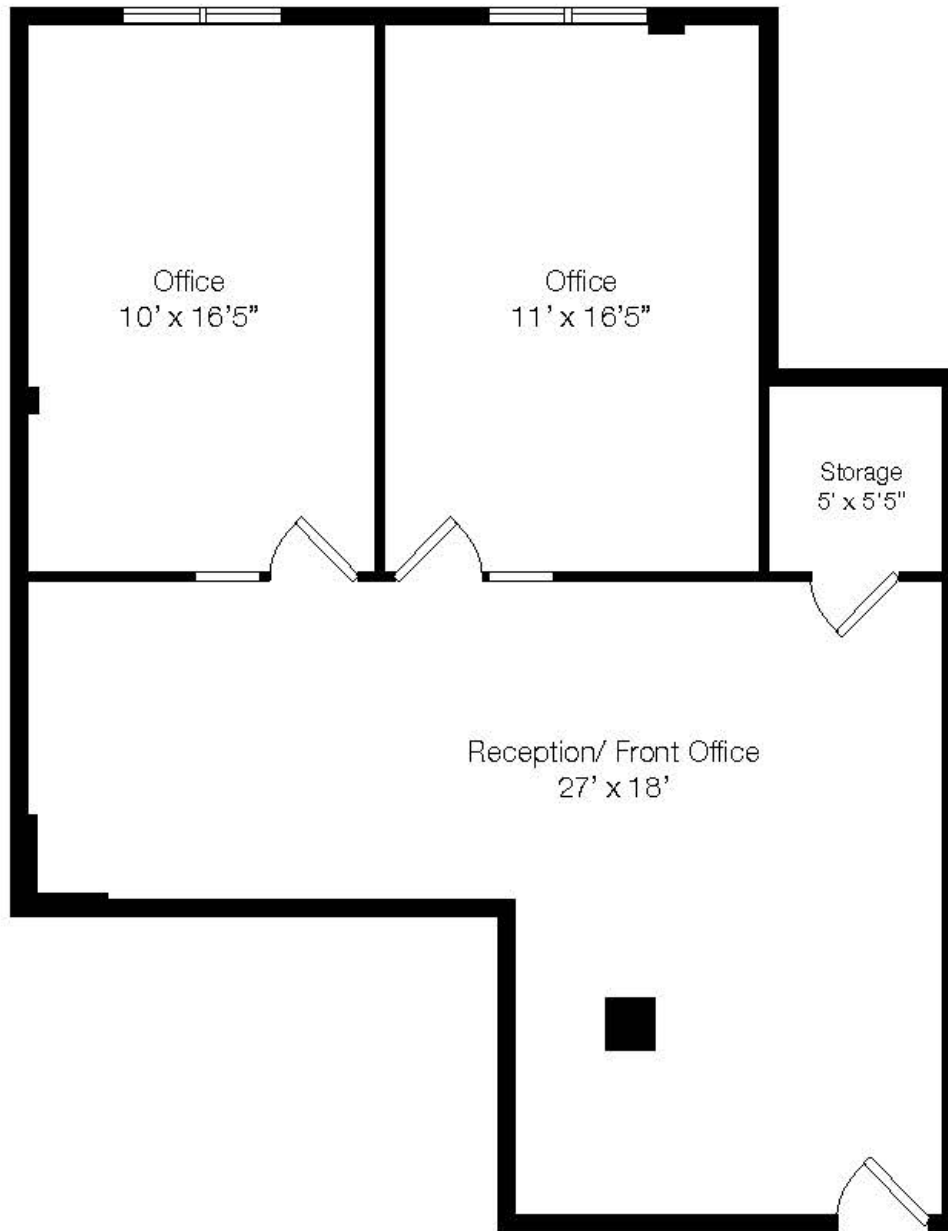 Office
10’ x 16’5”
Office
11’ x 16’5”
Storage
5' x 5'5"
Reception/ Front Office
27’ x 18’